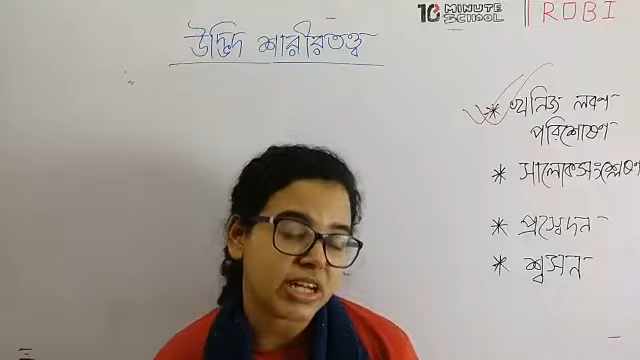 10 MINUTE SCHOOL
ROBI
উদ্ভিদ শারীরতত্ত্ব
* খনিজ লবণ
পরিশোষণ
* সালোকসংশ্লেষণ
* প্রস্বেদন
* শ্বসন